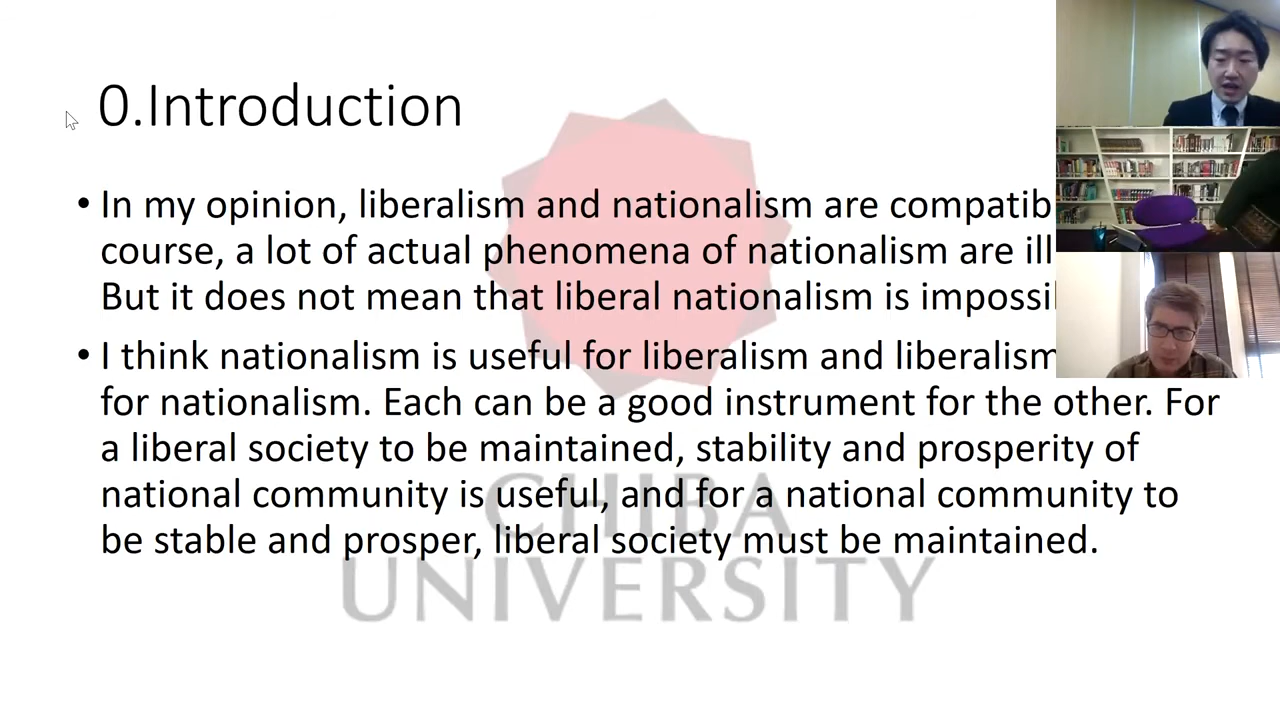 0.Introduction
• In my opinion, liberalism and nationalism are
course, a lot of actual phenomena of nationalism are
But it does not mean that liberal nationalism is
• I think nationalism is useful for liberalism and liberalism
for nationalism. Each can be a good instrument for the other. For
a liberal society to be maintained, stability and prosperity of
national community is useful, and for a national community to
be stable and prosper, liberal society must be maintained.
CHIBA
UNIVERSITY